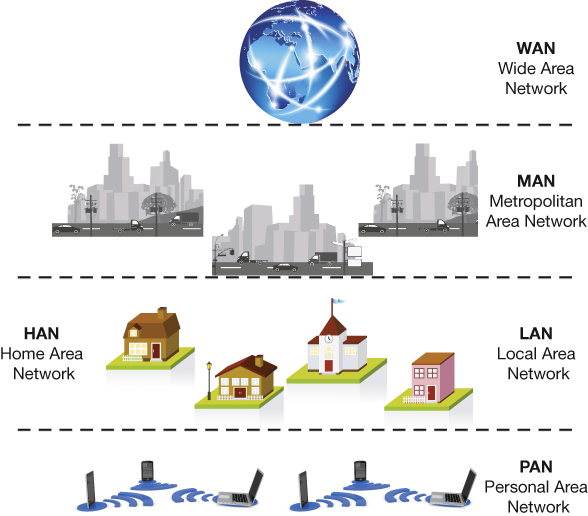 WAN
Wide Area
Network
MAN
Metropolitan
Area Network
HAN
Home Area
Network
LAN
Local Area
Network
PAN
Personal Area
Network